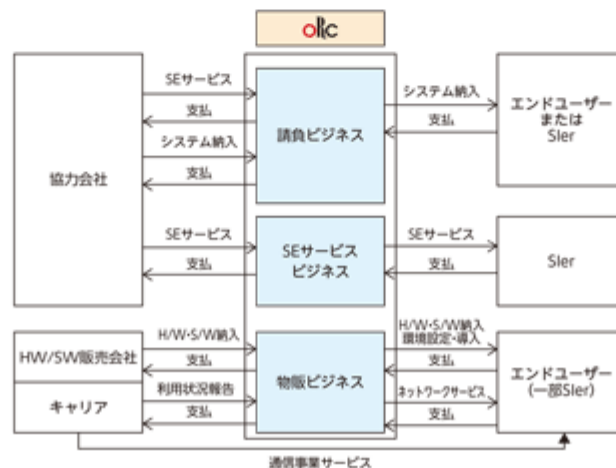 ORc
SEサービス
支払
システム納入
支払
協力会社
請負ビジネス
システム納入
支払
エンドユーザー
または
SIer
SEサービス
支払
SEサービス
ビジネス
SEサービス
支払
SIer
HW/SW販売会社
キャリア
H/W・S/W納入
支払
利用状況報告
支払
物販ビジネス
H/W・S/W納入
環境設定・導入
支払
ネットワークサービス
支払
エンドユーザー
(一部SIer)
通信事業サービス